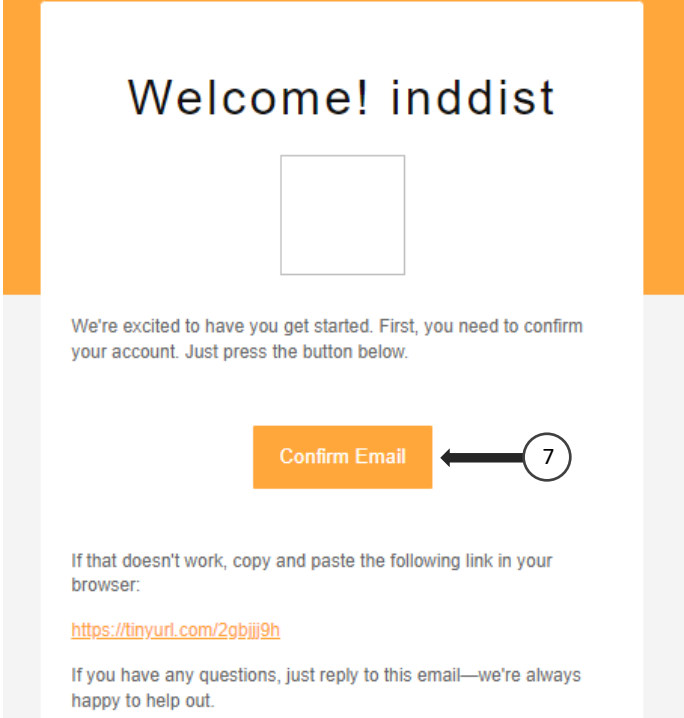 Welcome! inddist
We're excited to have you get started. First, you need to confirm
your account. Just press the button below.
Confirm Email
7
If that doesn't work, copy and paste the following link in your
browser:
https://tinyurl.com/2gbjjj9h
If you have any questions, just reply to this email—we're always
happy to help out.